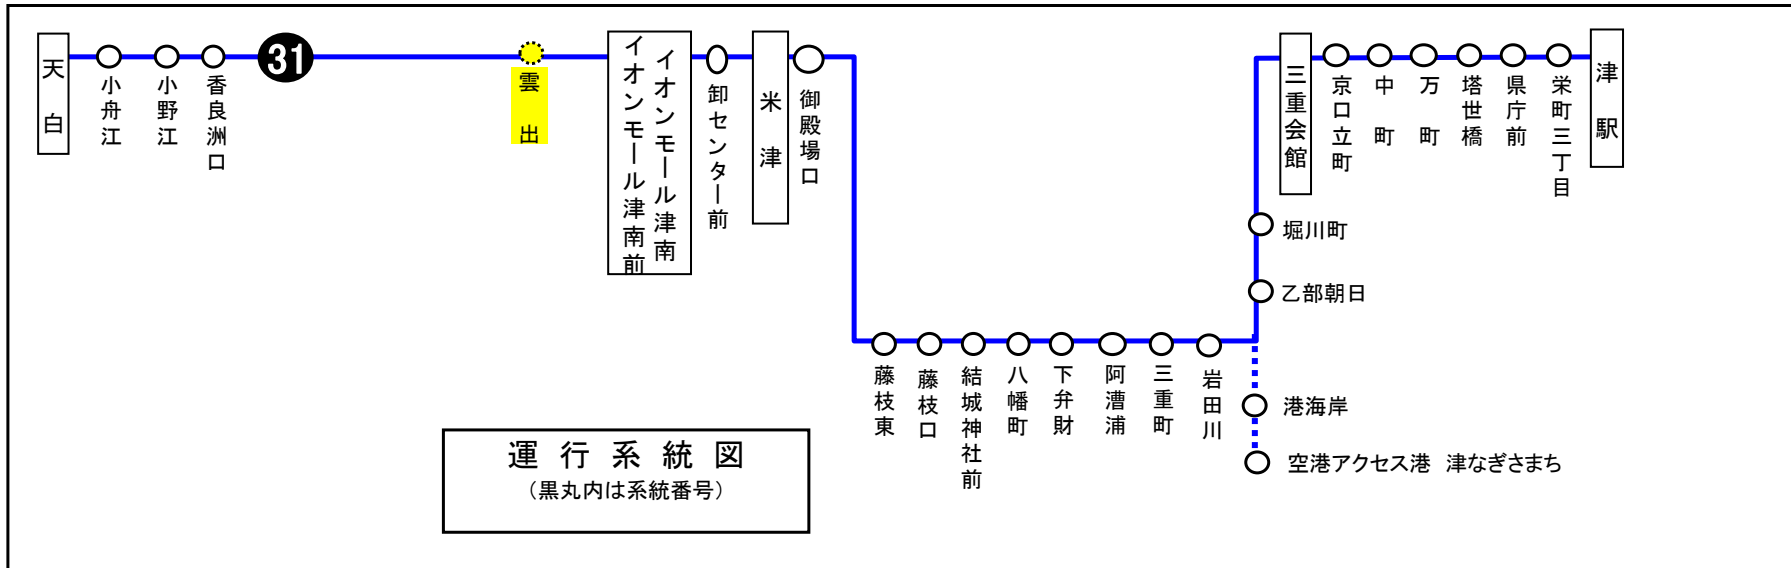 天白
小舟江
小野江
香良洲口
31
雲出
イオンモール津南
イオンモール津南前
卸センター前
米津
御殿場口
藤枝東
藤枝口
結城神社前
八幡町
下弁財
阿漕浦
三重町
岩田川
港海岸
空港アクセス港 津なぎさまち
乙部朝日
堀川町
三重会館
京口立町
中町
万町
塔世橋
県庁前
栄町三丁目
津駅
運行系統図
（黒丸内は系統番号）